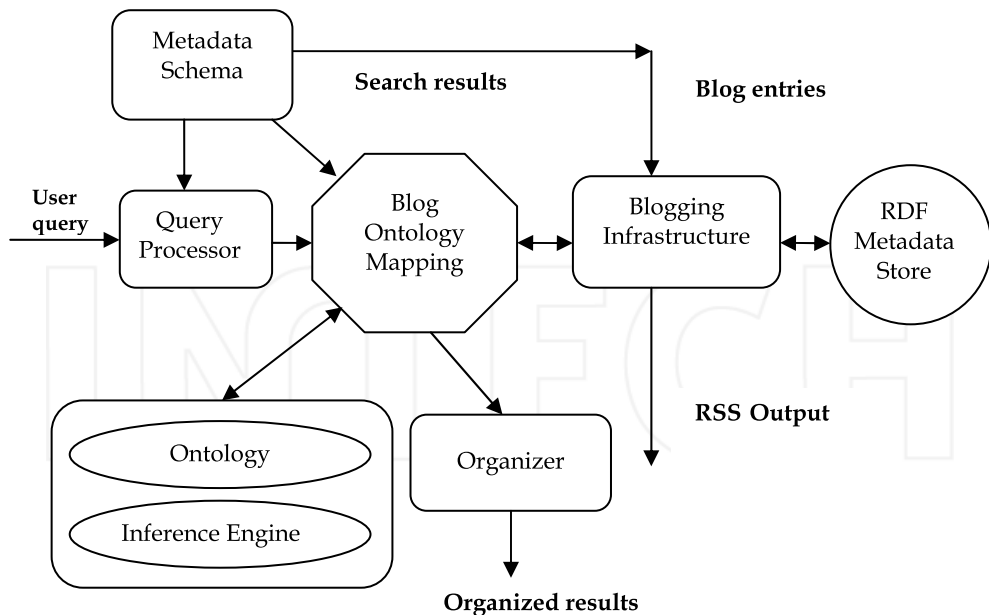 Metadata
Schema
Search results
Blog entries
User
query
Query
Processor
Blog
Ontology
Mapping
Blogging
Infrastructure
RDF
Metadata
Store
Ontology
Inference Engine
Organizer
RSS Output
Organized results
INTECH